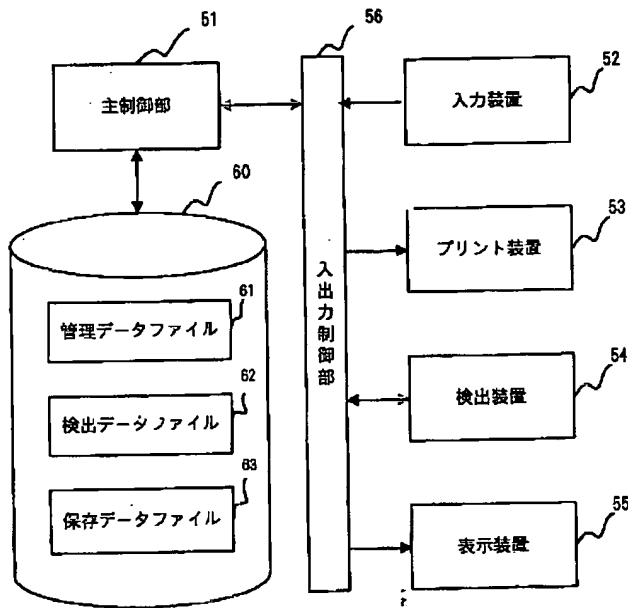 51
主制御部
56
52
入力装置
60
53
プリント装置
入出力制御部
61
管理データファイル
62
検出データファイル
54
検出装置
63
保存データファイル
55
表示装置